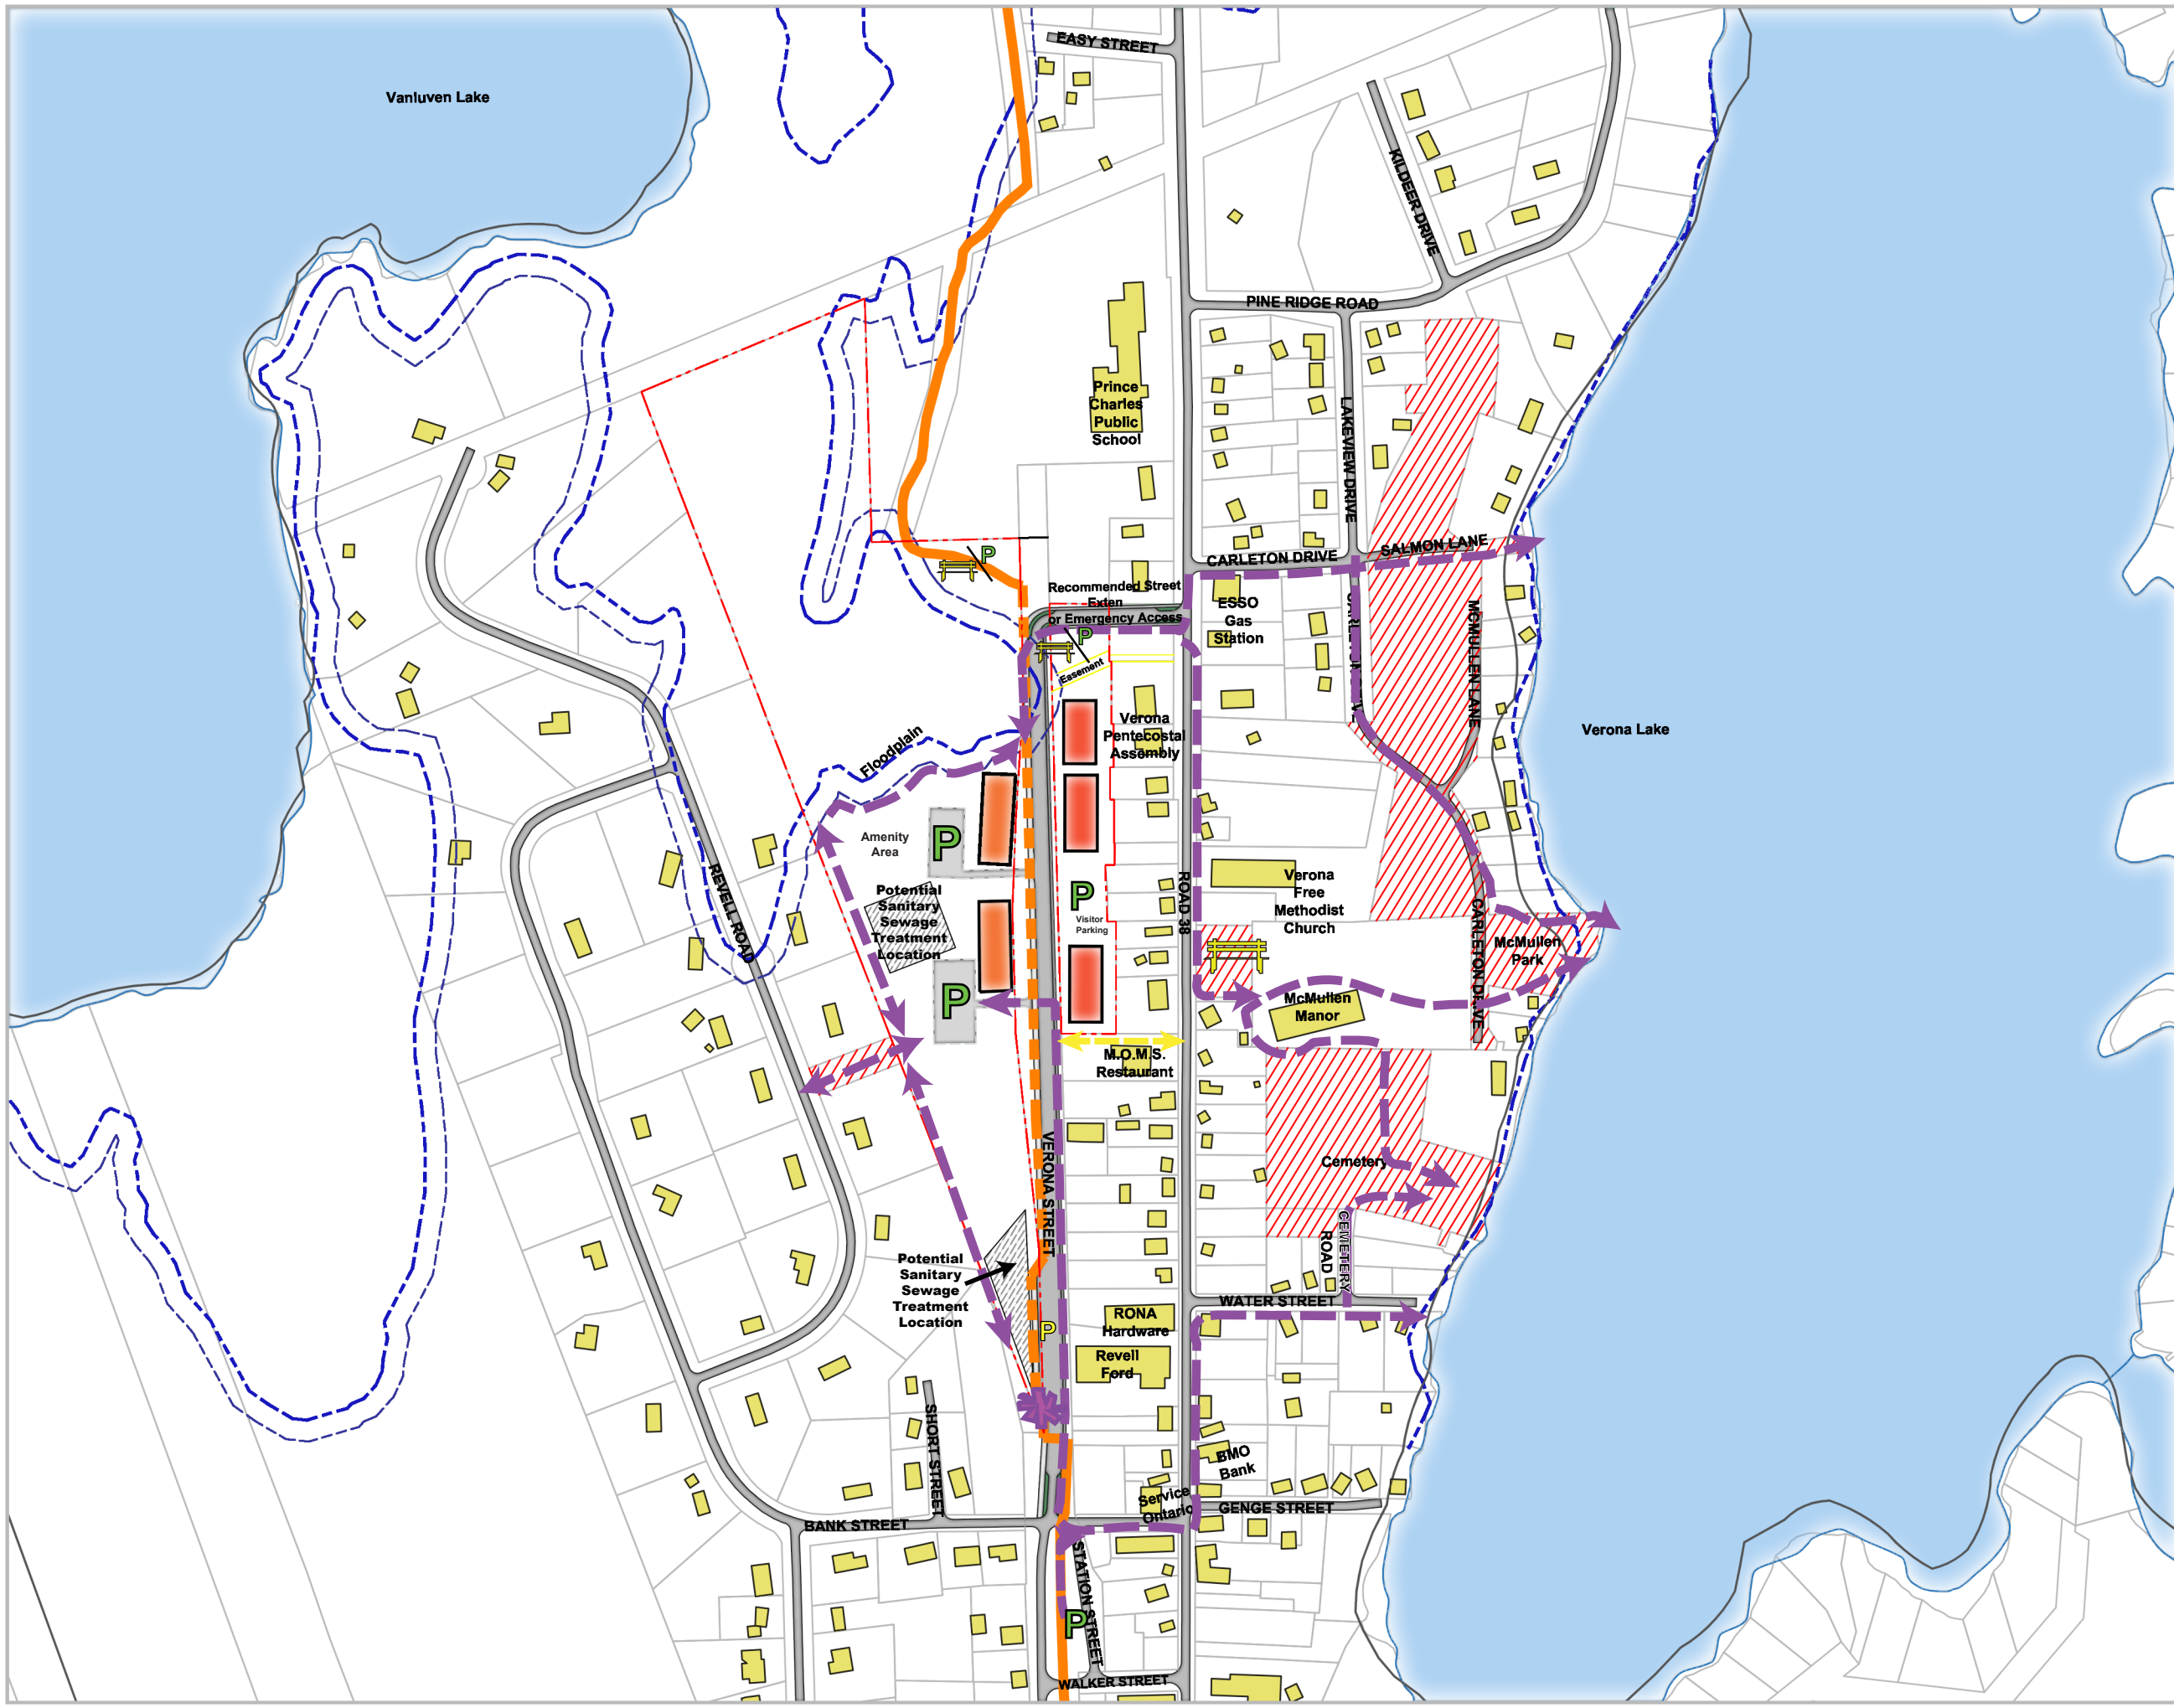 EASY STREET
Vanluven Lake
KILDEER DRIVE
PINE RIDGE ROAD
Prince
Charles
Public
School
LAKEVIEW DRIVE
SALMON LANE
CARLETON DRIVE
P
Recommended Street
Exten
or Emergency Access
ESSO
Gas
Station
P
Essement
MCMULLEN LANE
Verona
Pentecostal
Assembly
Verona Lake
Floodplain
Amenity
Area
P
REVELL ROAD
Potential
Sanitary
Sewage
Treatment
Location
P
Visitor
Parking
ROAD 38
Verona
Free
Methodist
Church
CARLETON DRIVE
McMullen
Park
P
McMullen
Manor
M.O.M.S.
Restaurant
VERONA STREET
Cemetery
CEMETERY
ROAD
Potential
Sanitary
Sewage
Treatment
Location
WATER STREET
P
RONA
Hardware
Revell
Ford
SHORT STREET
BMO
Bank
Service
Ontario
GENGE STREET
BANK STREET
STATION STREET
P
WALKER STREET